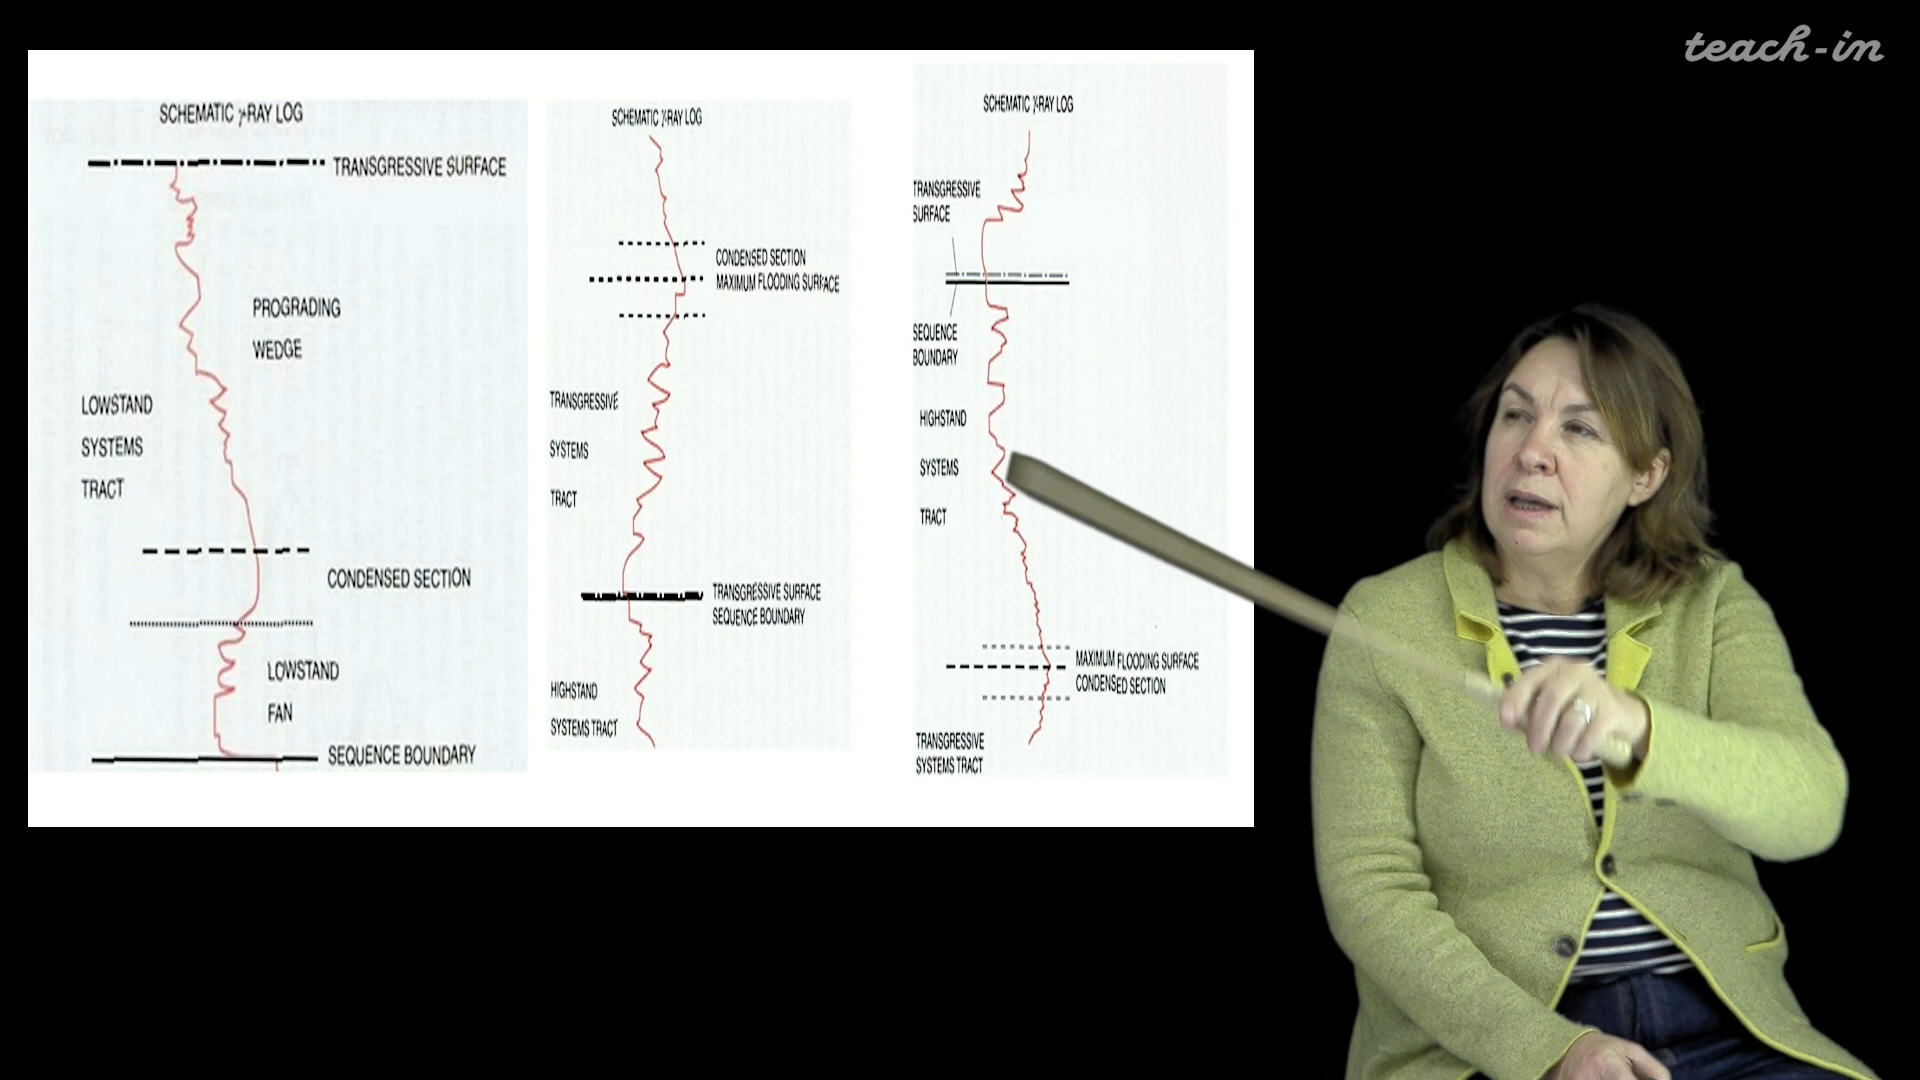 teach-in
SCHEMATIC γ-RAY LOG
TRANSGRESSIVE SURFACE
PROGRADING
WEDGE
LOWSTAND
SYSTEMS
TRACT
CONDENSED SECTION
LOWSTAND
FAN
SEQUENCE BOUNDARY
SCHEMATIC γ-RAY LOG
CONDENSED SECTION
MAXIMUM FLOODING SURFACE
TRANSGRESSIVE
SYSTEMS
TRACT
TRANSGRESSIVE SURFACE
SEQUENCE BOUNDARY
HIGHSTAND
SYSTEMS TRACT
SCHEMATIC γ-RAY LOG
TRANSGRESSIVE
SURFACE
SEQUENCE
BOUNDARY
HIGHSTAND
SYSTEMS
TRACT
MAXIMUM FLOODING SURFACE
CONDENSED SECTION
TRANSGRESSIVE
SYSTEMS TRACT